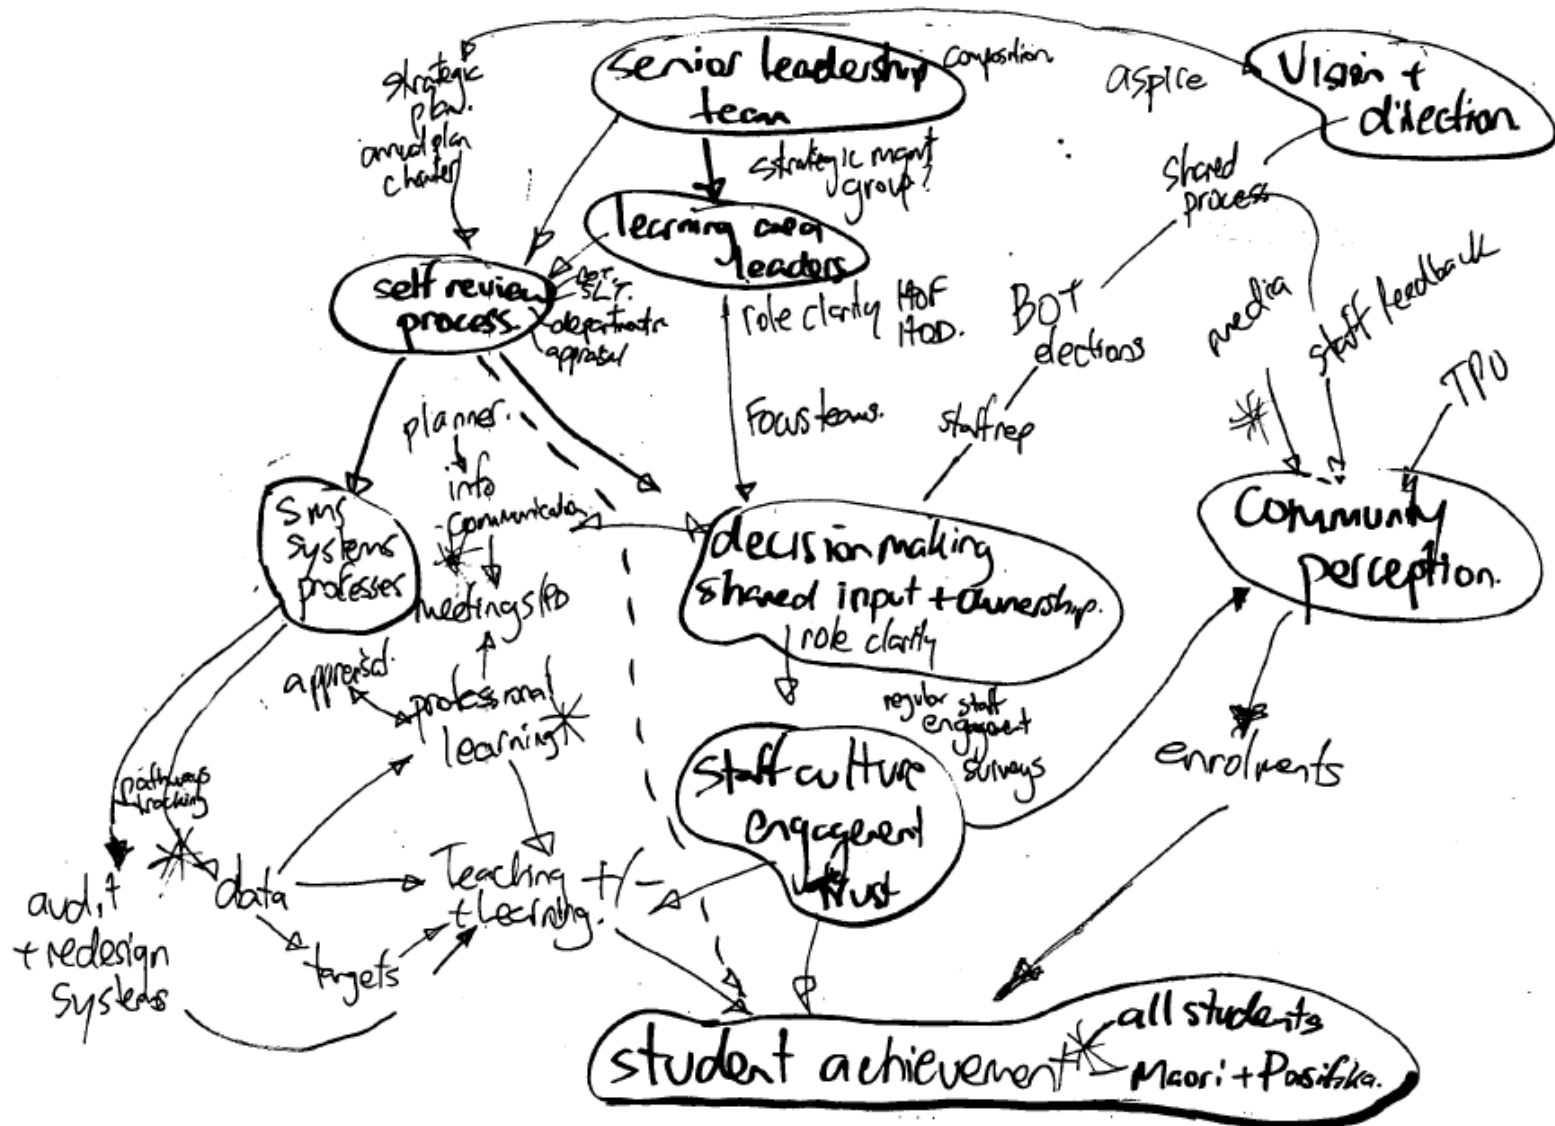 senior leadership
team
composition
aspire
Vision +
direction
strategic
plan.
annual plan
charter
strategic mgmt
group?
shared
process
learning area
leaders
self review
process.
SLT.
departments
appraisal
role clarity HOF
HOD.
BOT
elections
media
staff feedback
TPU
planner.
Focus teams.
staff rep
info
communication
SMS
systems
processes
meetings/PD
decision making
shared input + ownership.
role clarity
Community
perception.
appraisal.
professional
learning
regular staff
engagement
surveys
staff culture
engagement
trust
enrolments
pathways
tracking
audit
+ redesign
systems
data
targets
Teaching +/-
+ Learning.
student achievement
all students
Maori + Pasifika.